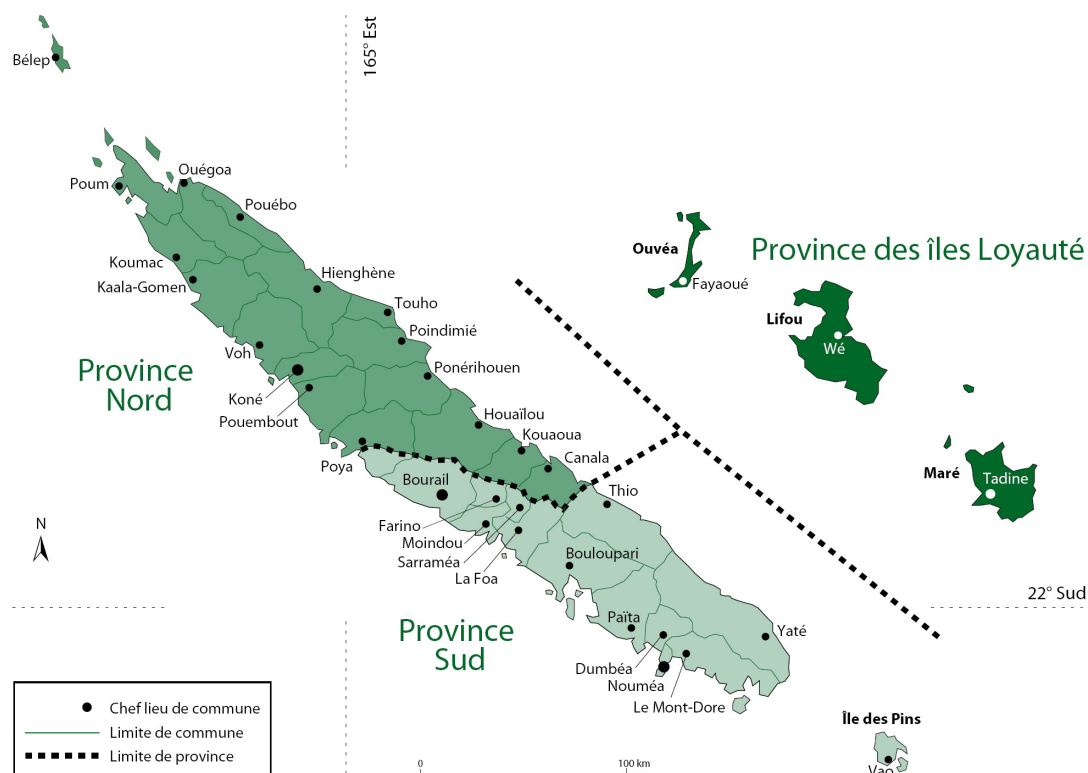 165° Est
Bélep
Ouégoa
Poum
Pouébo
Koumac
Kaala-Gomen
Hienghène
Touho
Poindimié
Voh
Ponérihouen
Koné
Pouembout
Houaïlou
Kouaoua
Canala
Poya
Province
Nord
Ouvéa
Fayaoué
Province des îles Loyauté
Lifou
Wé
Maré
Tadine
Bourail
Thio
Farino
Moindou
Sarraméa
La Foa
Bouloupari
N
22° Sud
Province
Sud
Païta
Yaté
Dumbéa
Nouméa
Le Mont-Dore
Île des Pins
Vao
Chef lieu de commune
Limite de commune
Limite de province
0
100 km